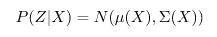 P(Z|X) = N(μ(X), Σ(X))